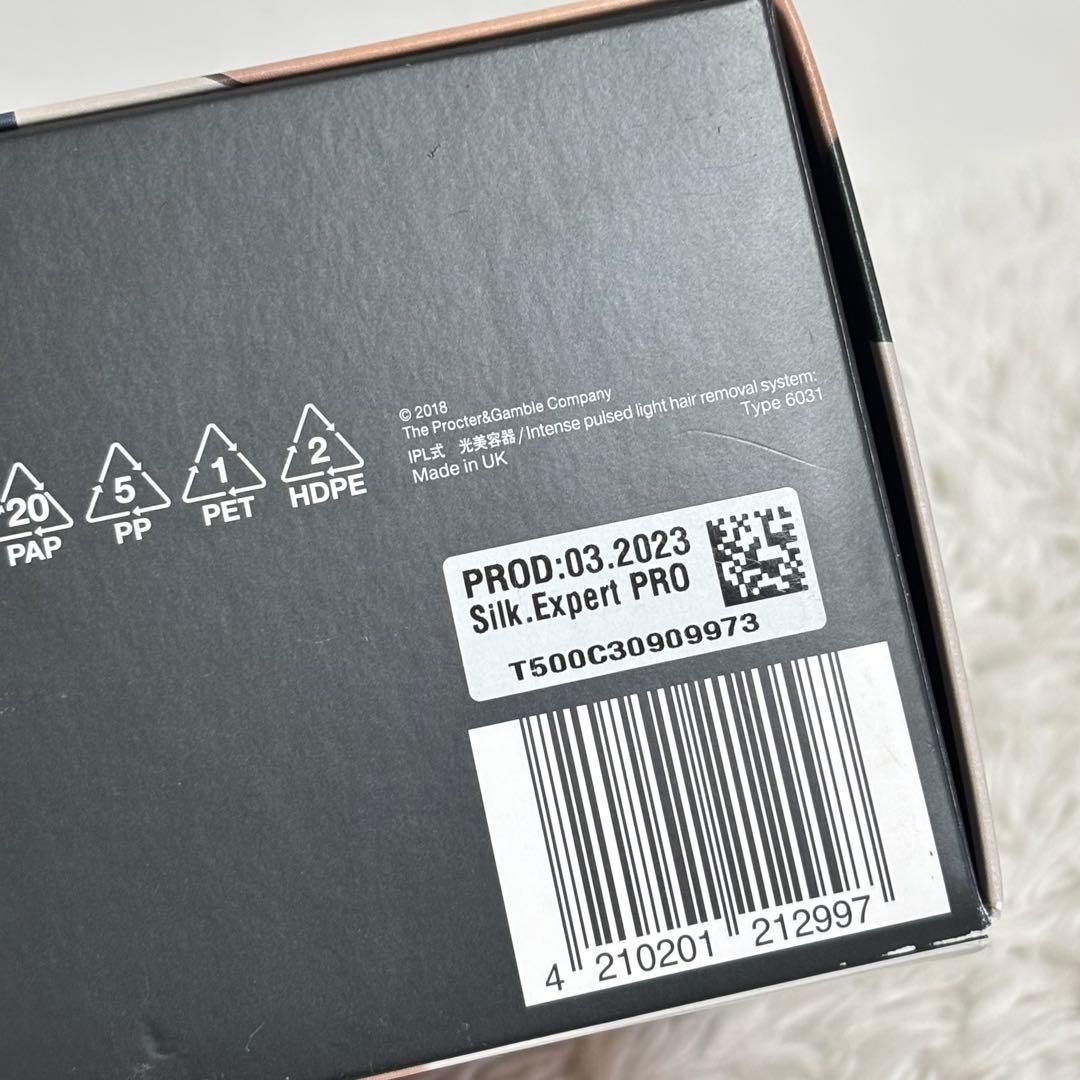 20
PAP
5
PP
1
PET
2
HDPE
© 2018
The Procter&Gamble Company
IPL式 光美容器/Intense pulsed light hair removal system:
Type 6031
Made in UK
PROD:03.2023
Silk.Expert PRO
T500C30909973
4 210201 212997